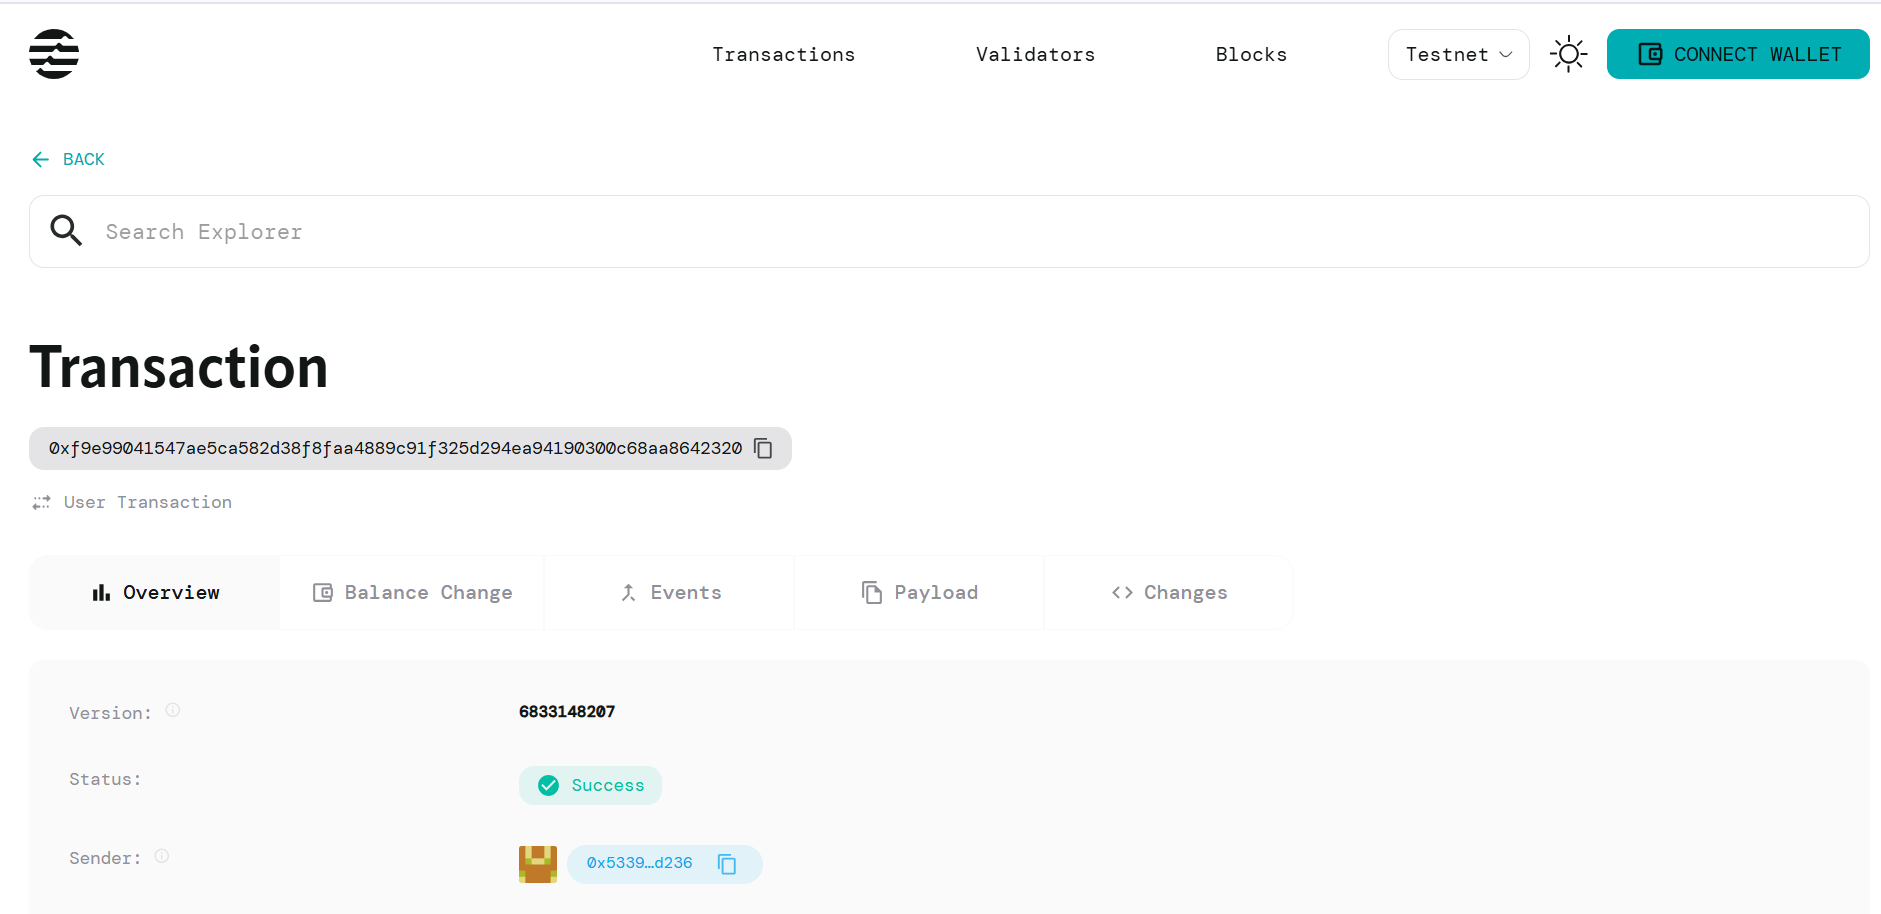 Transactions Validators Blocks Testnet CONNECT WALLET
BACK
Search Explorer
Transaction
0xf9e99041547ae5ca582d38f8faa4889c91f325d294ea94190300c68aa8642320
User Transaction
Overview Balance Change Events Payload Changes
Version: 6833148207
Status: Success
Sender: 0x5339…d236